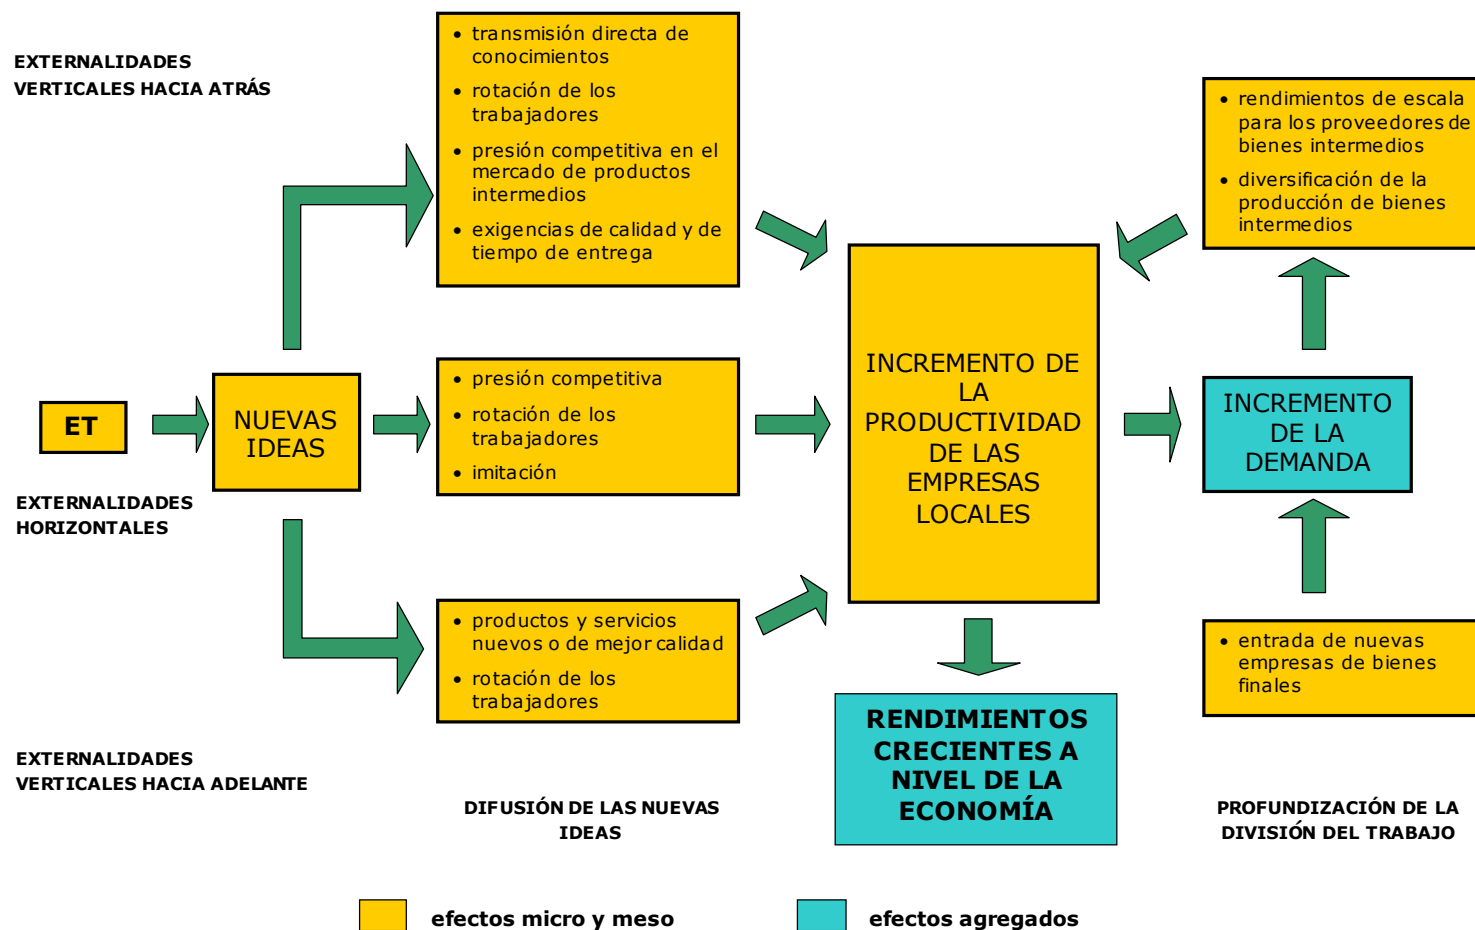 EXTERNALIDADES
VERTICALES HACIA ATRÁS
• transmisión directa de
conocimientos
• rotación de los
trabajadores
• presión competitiva en el
mercado de productos
intermedios
• exigencias de calidad y de
tiempo de entrega
• rendimientos de escala
para los proveedores de
bienes intermedios
• diversificación de la
producción de bienes
intermedios
ET
NUEVAS
IDEAS
• presión competitiva
• rotación de los
trabajadores
• imitación
INCREMENTO DE
LA
PRODUCTIVIDAD
DE LAS
EMPRESAS
LOCALES
INCREMENTO
DE LA
DEMANDA
EXTERNALIDADES
HORIZONTALES
• productos y servicios
nuevos o de mejor calidad
• rotación de los
trabajadores
• entrada de nuevas
empresas de bienes
finales
RENDIMIENTOS
CRECIENTES A
NIVEL DE LA
ECONOMÍA
EXTERNALIDADES
VERTICALES HACIA ADELANTE
DIFUSIÓN DE LAS NUEVAS
IDEAS
PROFUNDIZACIÓN DE LA
DIVISIÓN DEL TRABAJO
efectos micro y meso
efectos agregados